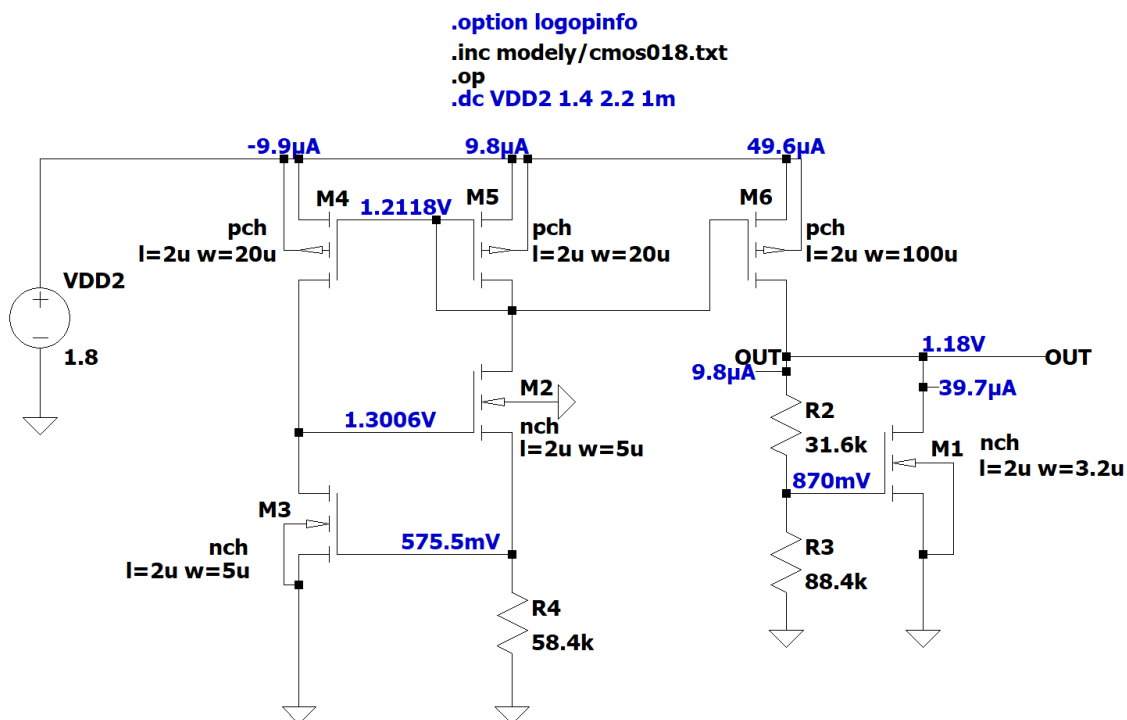 .option logopinfo
.inc modely/cmos018.txt
.op
.dc VDD2 1.4 2.2 1m
-9.9µA
9.8µA
49.6µA
M4
1.2118V
M5
M6
pch
l=2u w=20u
pch
l=2u w=20u
pch
l=2u w=100u
VDD2
1.8
OUT
1.18V
OUT
9.8µA
39.7µA
M2
nch
l=2u w=5u
1.3006V
R2
31.6k
M1
nch
l=2u w=3.2u
870mV
M3
nch
l=2u w=5u
575.5mV
R3
88.4k
R4
58.4k